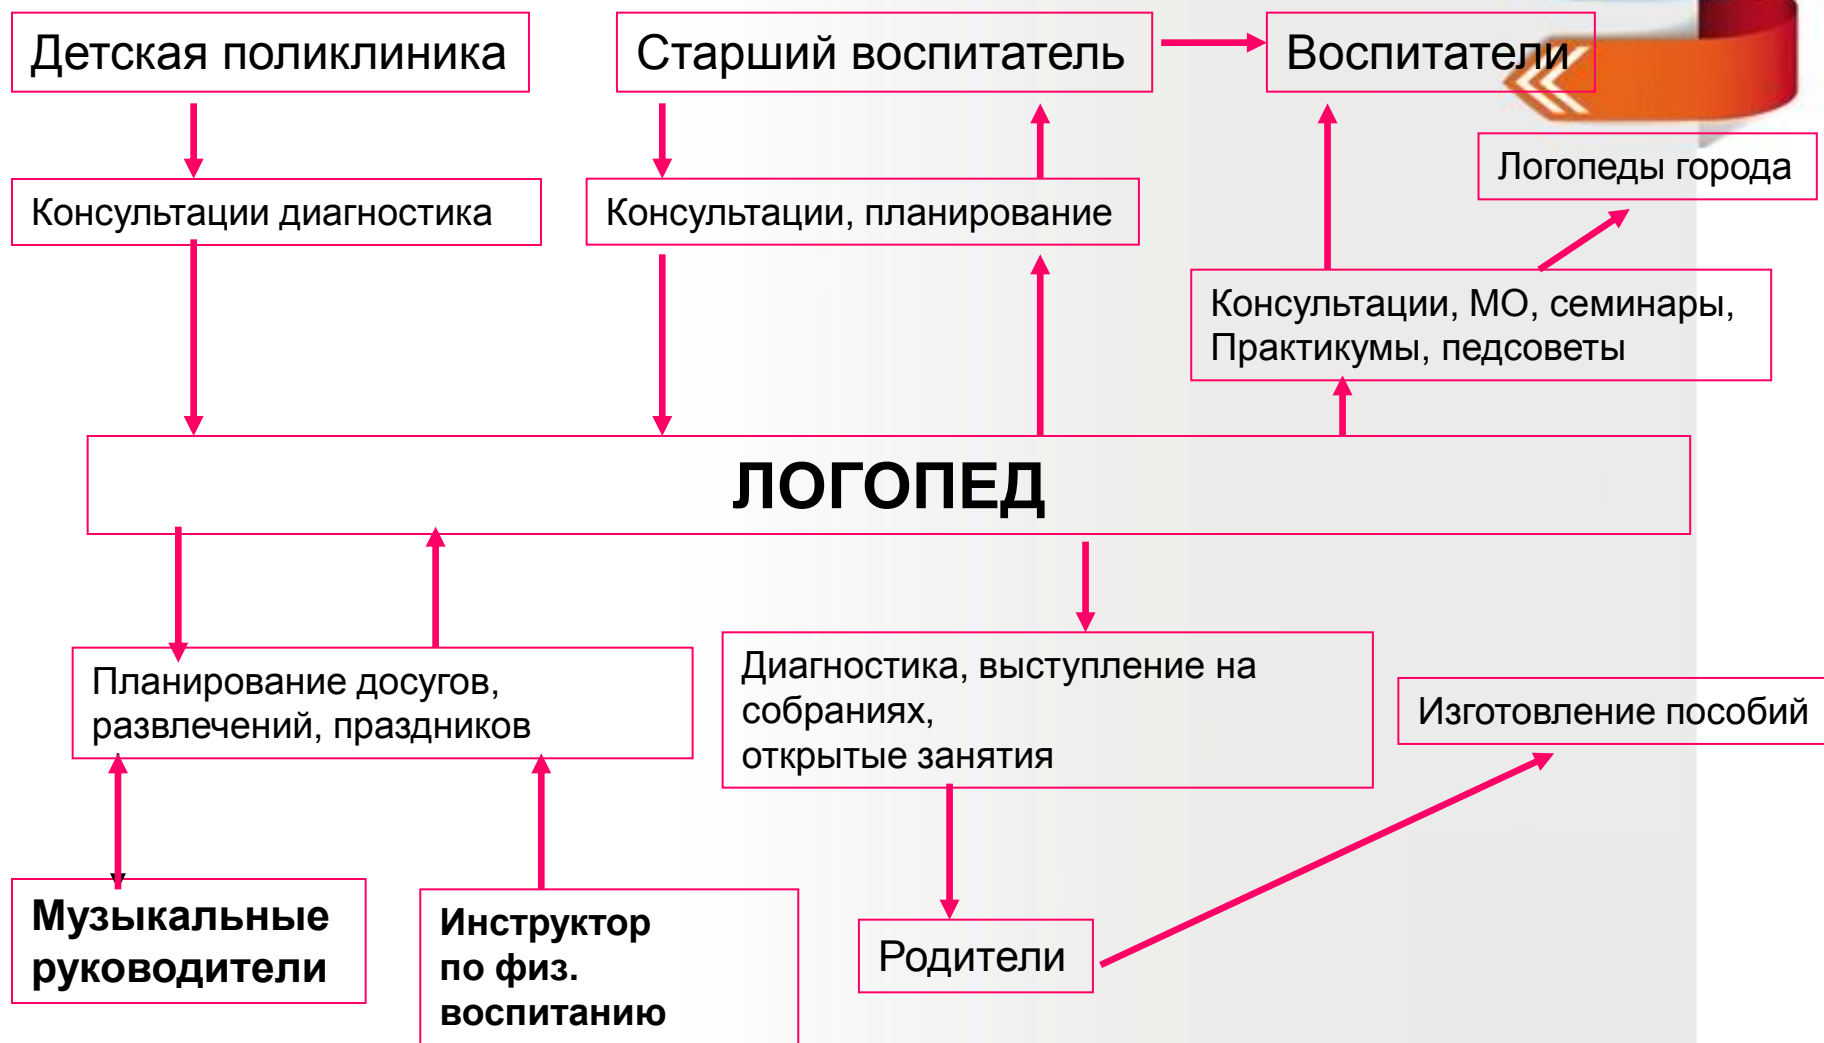 Детская поликлиника
Старший воспитатель
Воспитатели
Логопеды города
Консультации диагностика
Консультации, планирование
Консультации, МО, семинары,
Практикумы, педсоветы
ЛОГОПЕД
Планирование досугов,
развлечений, праздников
Диагностика, выступление на
собраниях,
открытые занятия
Изготовление пособий
Музыкальные
руководители
Инструктор
по физ.
воспитанию
Родители